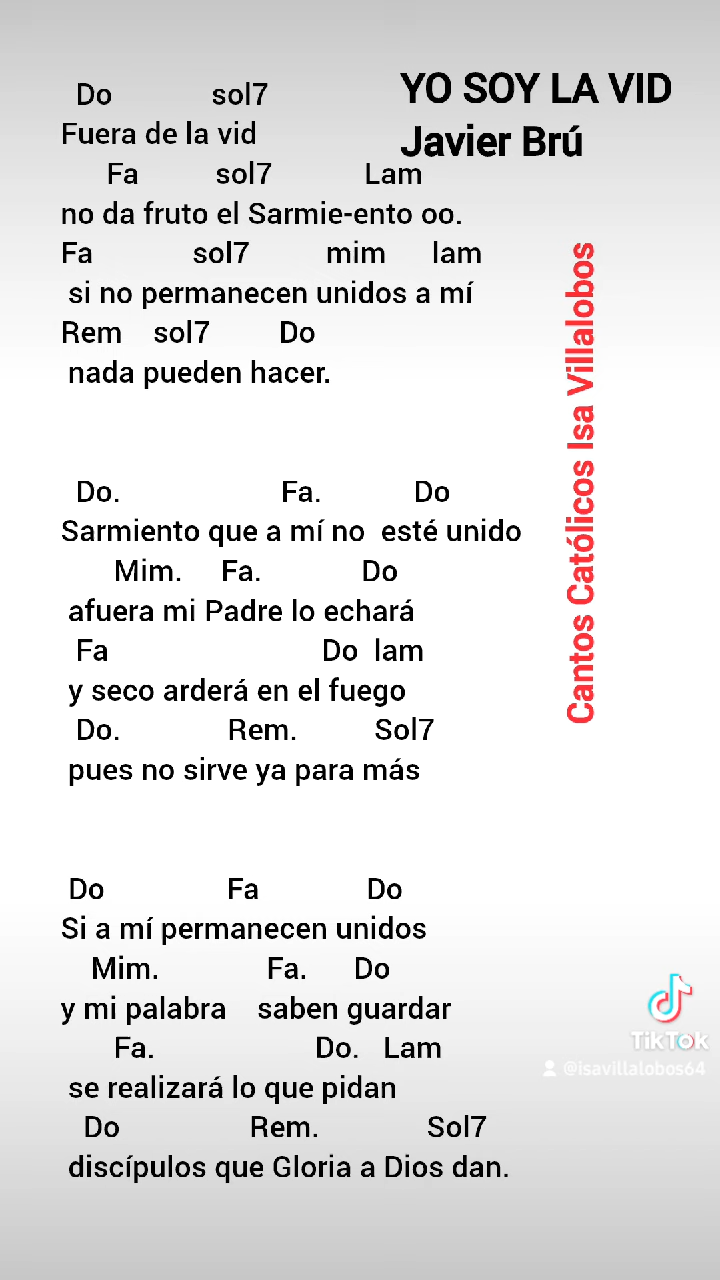 YO SOY LA VID
Javier Brú
Do sol7
Fuera de la vid
Fa sol7 Lam
no da fruto el Sarmie-ento oo.
Fa sol7 mim lam
si no permanecen unidos a mí
Rem sol7 Do
nada pueden hacer.
Do. Fa. Do
Sarmiento que a mí no esté unido
Mim. Fa. Do
afuera mi Padre lo echará
Fa Do lam
y seco arderá en el fuego
Do. Rem. Sol7
pues no sirve ya para más
Do Fa Do
Si a mí permanecen unidos
Mim. Fa. Do
y mi palabra saben guardar
Fa. Do. Lam
se realizará lo que pidan
Do Rem. Sol7
discípulos que Gloria a Dios dan.
Cantos Católicos Isa Villalobos
TikTok
@isavillalobos64